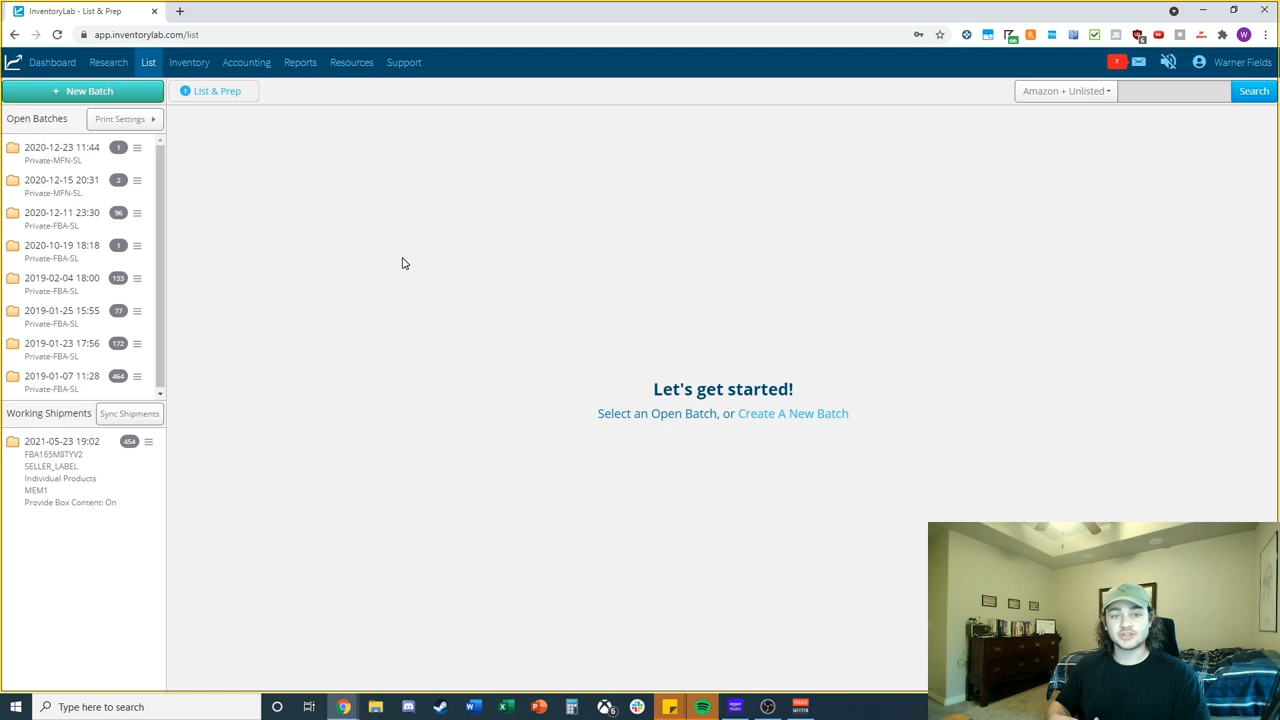 InventoryLab - List & Prep
app.inventorylab.com/list
Dashboard Research List Inventory Accounting Reports Resources Support
7
Warner Fields
+ New Batch
1 List & Prep
Amazon + Unlisted
Search
Open Batches
Print Settings
2020-12-23 11:44 1
Private-MFN-SL
2020-12-15 20:31 2
Private-MFN-SL
2020-12-11 23:30 96
Private-FBA-SL
2020-10-19 18:18 1
Private-FBA-SL
2019-02-04 18:00 133
Private-FBA-SL
2019-01-25 15:55 77
Private-FBA-SL
2019-01-23 17:56 172
Private-FBA-SL
2019-01-07 11:28 464
Private-FBA-SL
Let's get started!
Select an Open Batch, or Create A New Batch
Working Shipments
Sync Shipments
2021-05-23 19:02 454
FBA165M8TYV2
SELLER_LABEL
Individual Products
MEM1
Provide Box Content: On
Type here to search